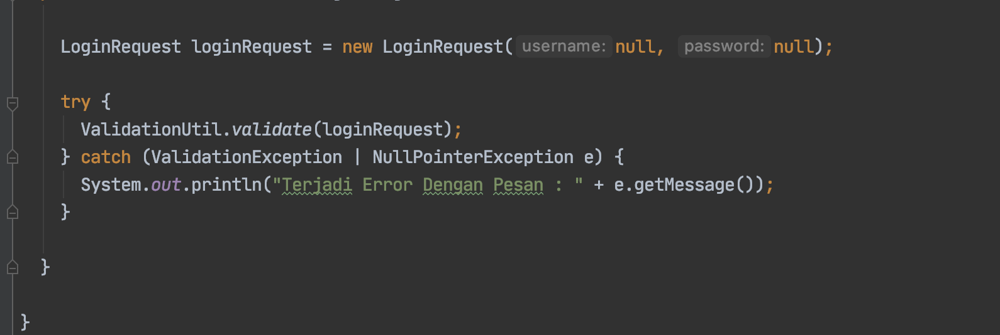 LoginRequest loginRequest = new LoginRequest( username: null, password: null);
try {
ValidationUtil.validate(loginRequest);
} catch (ValidationException | NullPointerException e) {
System.out.println("Terjadi Error Dengan Pesan : " + e.getMessage());
}
}
}